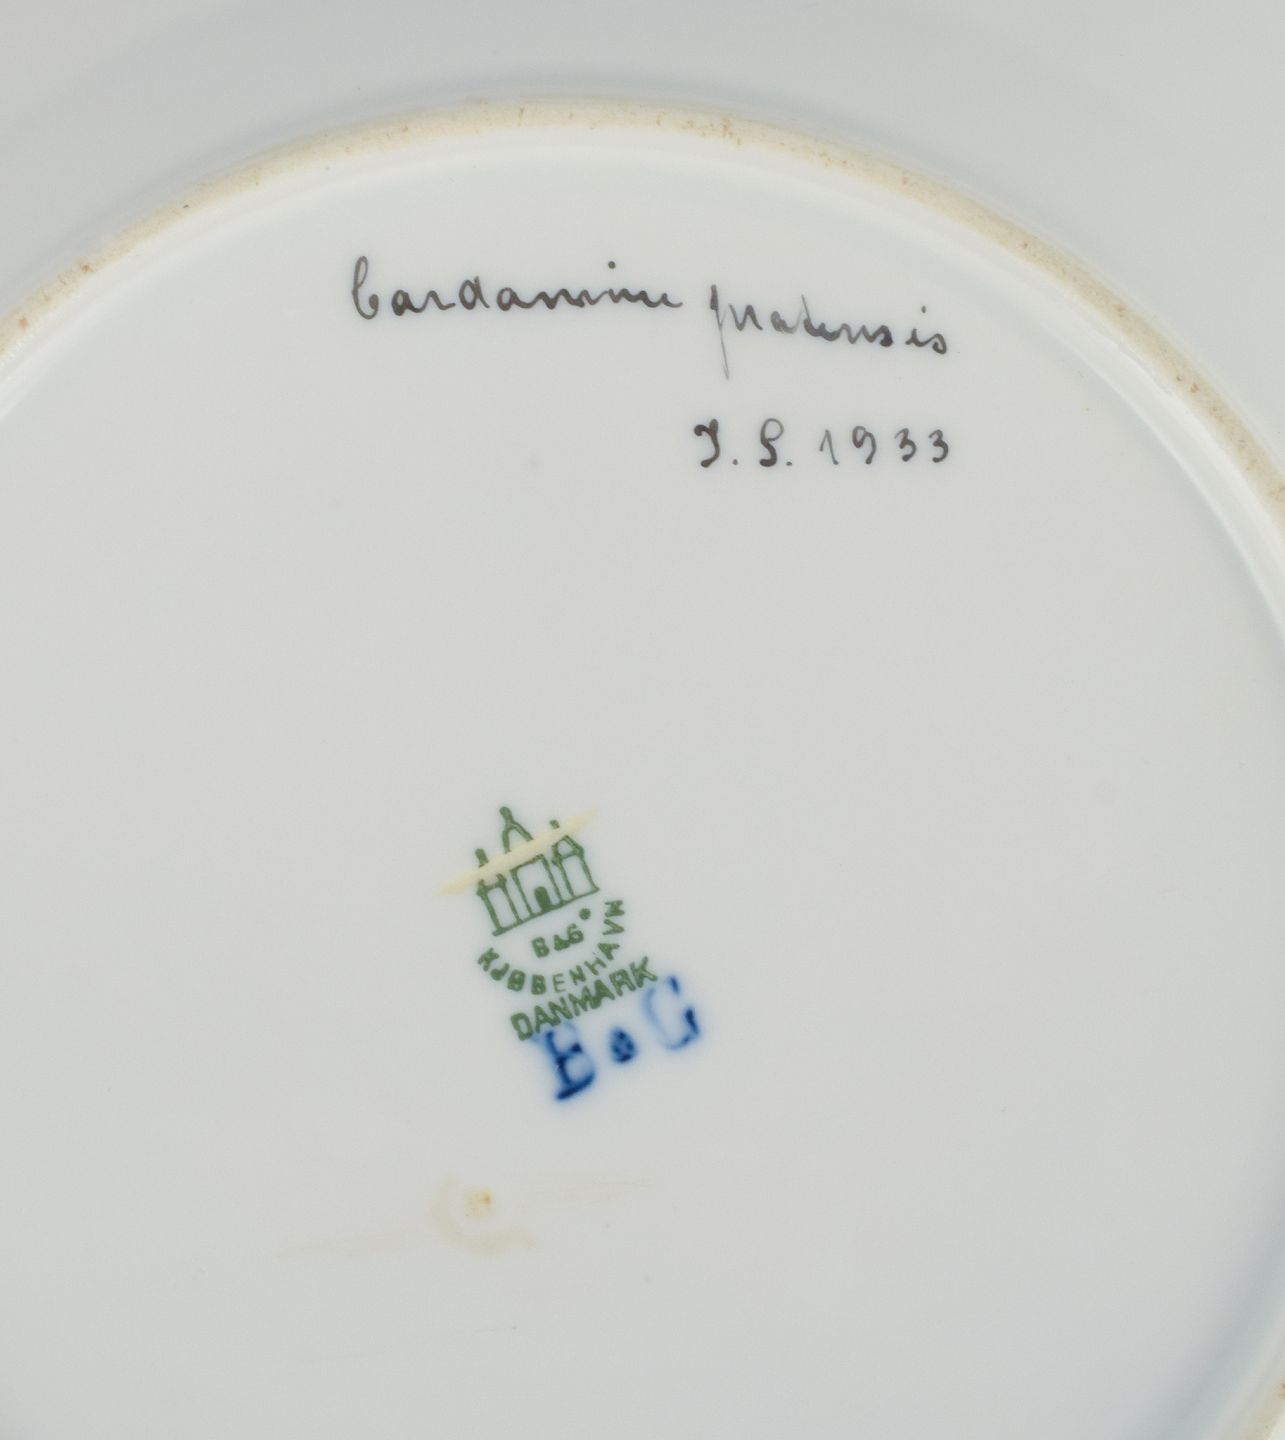 Cardamine pratensis
J. S. 1933
B&G
KJØBENHAVN
DANMARK
B & G